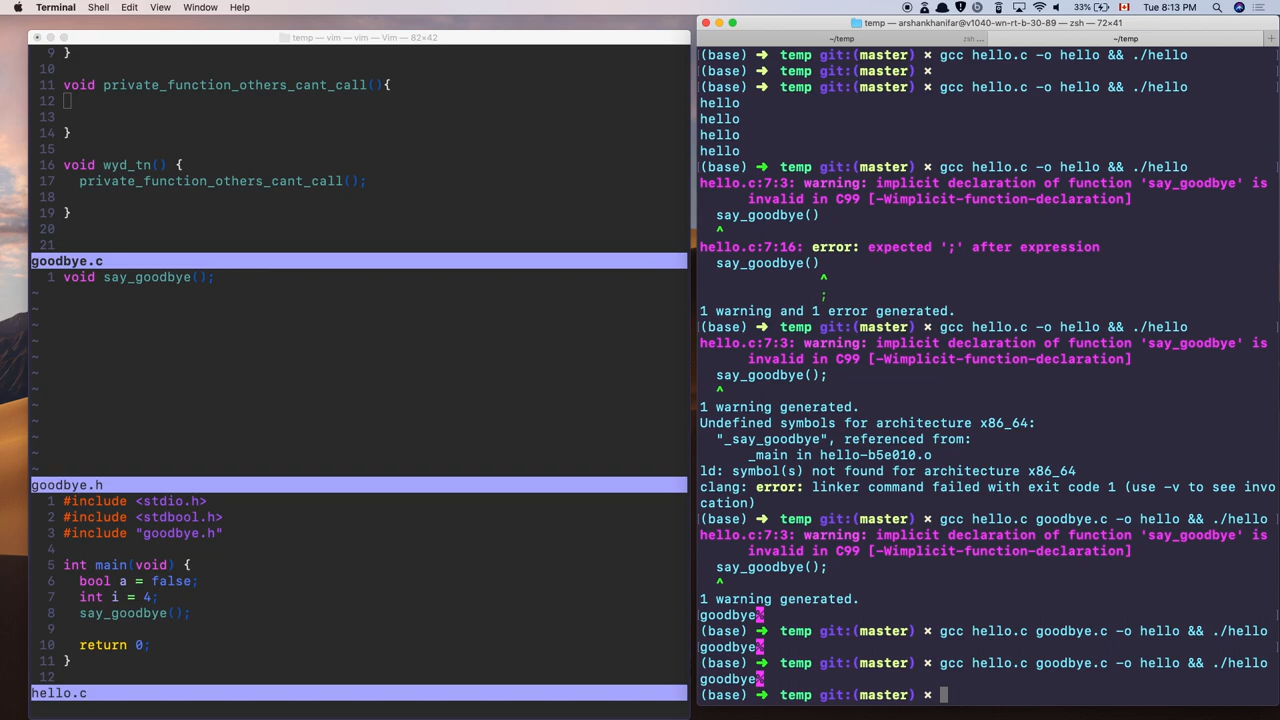 Terminal Shell Edit View Window Help 33% Tue 8:13 PM
temp — vim — vim — Vim — 82×42
9 }
10
11 void private_function_others_cant_call(){
12
13
14 }
15
16 void wyd_tn() {
17 private_function_others_cant_call();
18
19 }
20
21
goodbye.c
1 void say_goodbye();
~
~
~
~
~
~
~
~
~
~
~
~
goodbye.h
1 #include <stdio.h>
2 #include <stdbool.h>
3 #include "goodbye.h"
4
5 int main(void) {
6 bool a = false;
7 int i = 4;
8 say_goodbye();
9
10 return 0;
11 }
12
hello.c
temp — arshankhanifar@v1040-wn-rt-b-30-89 — zsh — 72×41
~/temp zsh ... ~/temp +
(base) ➜ temp git:(master) × gcc hello.c -o hello && ./hello
(base) ➜ temp git:(master) ×
(base) ➜ temp git:(master) × gcc hello.c -o hello && ./hello
hello
hello
hello
hello
(base) ➜ temp git:(master) × gcc hello.c -o hello && ./hello
hello.c:7:3: warning: implicit declaration of function 'say_goodbye' is
invalid in C99 [-Wimplicit-function-declaration]
say_goodbye()
^
hello.c:7:16: error: expected ';' after expression
say_goodbye()
^
;
1 warning and 1 error generated.
(base) ➜ temp git:(master) × gcc hello.c -o hello && ./hello
hello.c:7:3: warning: implicit declaration of function 'say_goodbye' is
invalid in C99 [-Wimplicit-function-declaration]
say_goodbye();
^
1 warning generated.
Undefined symbols for architecture x86_64:
"_say_goodbye", referenced from:
_main in hello-b5e010.o
ld: symbol(s) not found for architecture x86_64
clang: error: linker command failed with exit code 1 (use -v to see invo
cation)
(base) ➜ temp git:(master) × gcc hello.c goodbye.c -o hello && ./hello
hello.c:7:3: warning: implicit declaration of function 'say_goodbye' is
invalid in C99 [-Wimplicit-function-declaration]
say_goodbye();
^
1 warning generated.
goodbye%
(base) ➜ temp git:(master) × gcc hello.c goodbye.c -o hello && ./hello
goodbye%
(base) ➜ temp git:(master) × gcc hello.c goodbye.c -o hello && ./hello
goodbye%
(base) ➜ temp git:(master) ×